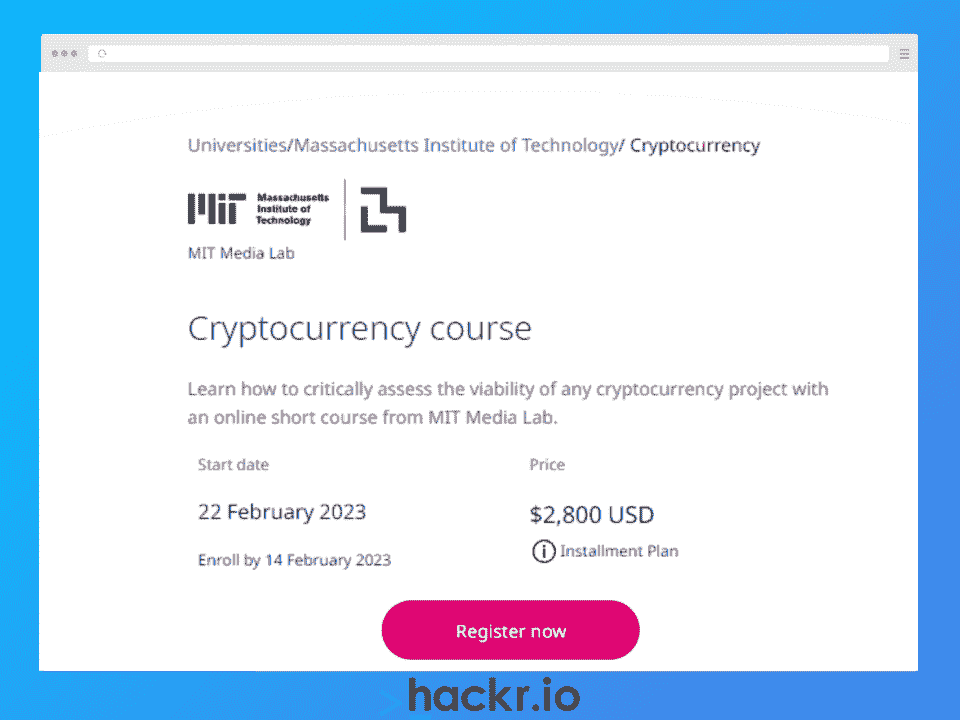 Universities/Massachusetts Institute of Technology/ Cryptocurrency
MIT Massachusetts
Institute of
Technology
MIT Media Lab
Cryptocurrency course
Learn how to critically assess the viability of any cryptocurrency project with
an online short course from MIT Media Lab.
Start date
Price
22 February 2023
$2,800 USD
Enroll by 14 February 2023
Installment Plan
Register now
hackr.io